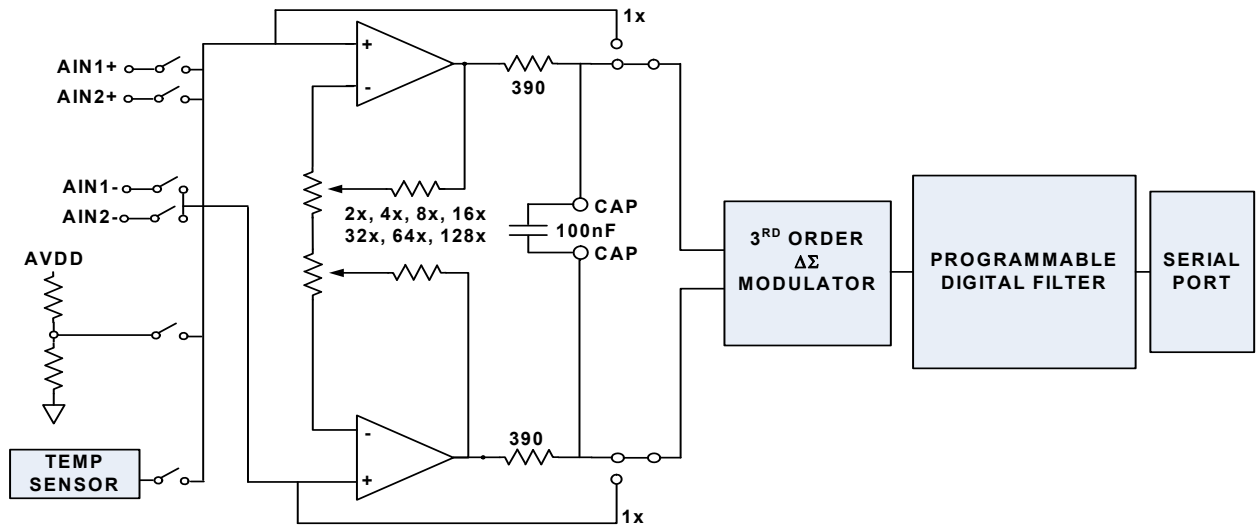 1x
AIN1+
AIN2+
390
AIN1-
AIN2-
2x, 4x, 8x, 16x
32x, 64x, 128x
CAP
100nF
CAP
AVDD
3RD ORDER
ΔΣ
MODULATOR
PROGRAMMABLE
DIGITAL FILTER
SERIAL
PORT
TEMP
SENSOR
390
1x
+
-
-
+